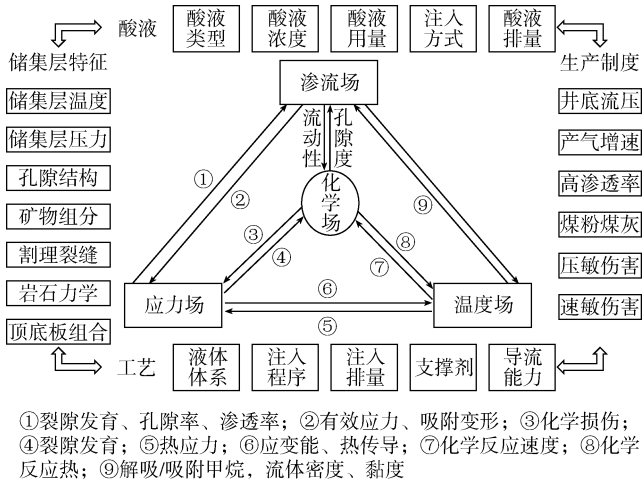 酸液
酸液类型
酸液浓度
酸液用量
注入方式
酸液排量
储集层特征
储集层温度
储集层压力
孔隙结构
矿物组分
割理裂缝
岩石力学
顶底板组合
渗流场
流动性
孔隙度
化学场
①
②
③
④
⑨
⑧
⑦
应力场
⑥
⑤
温度场
生产制度
井底流压
产气增速
高渗透率
煤粉煤灰
压敏伤害
速敏伤害
工艺
液体体系
注入程序
注入排量
支撑剂
导流能力
①裂隙发育、孔隙率、渗透率；②有效应力、吸附变形；③化学损伤；
④裂隙发育；⑤热应力；⑥应变能、热传导；⑦化学反应速度；⑧化学
反应热；⑨解吸/吸附甲烷，流体密度、黏度